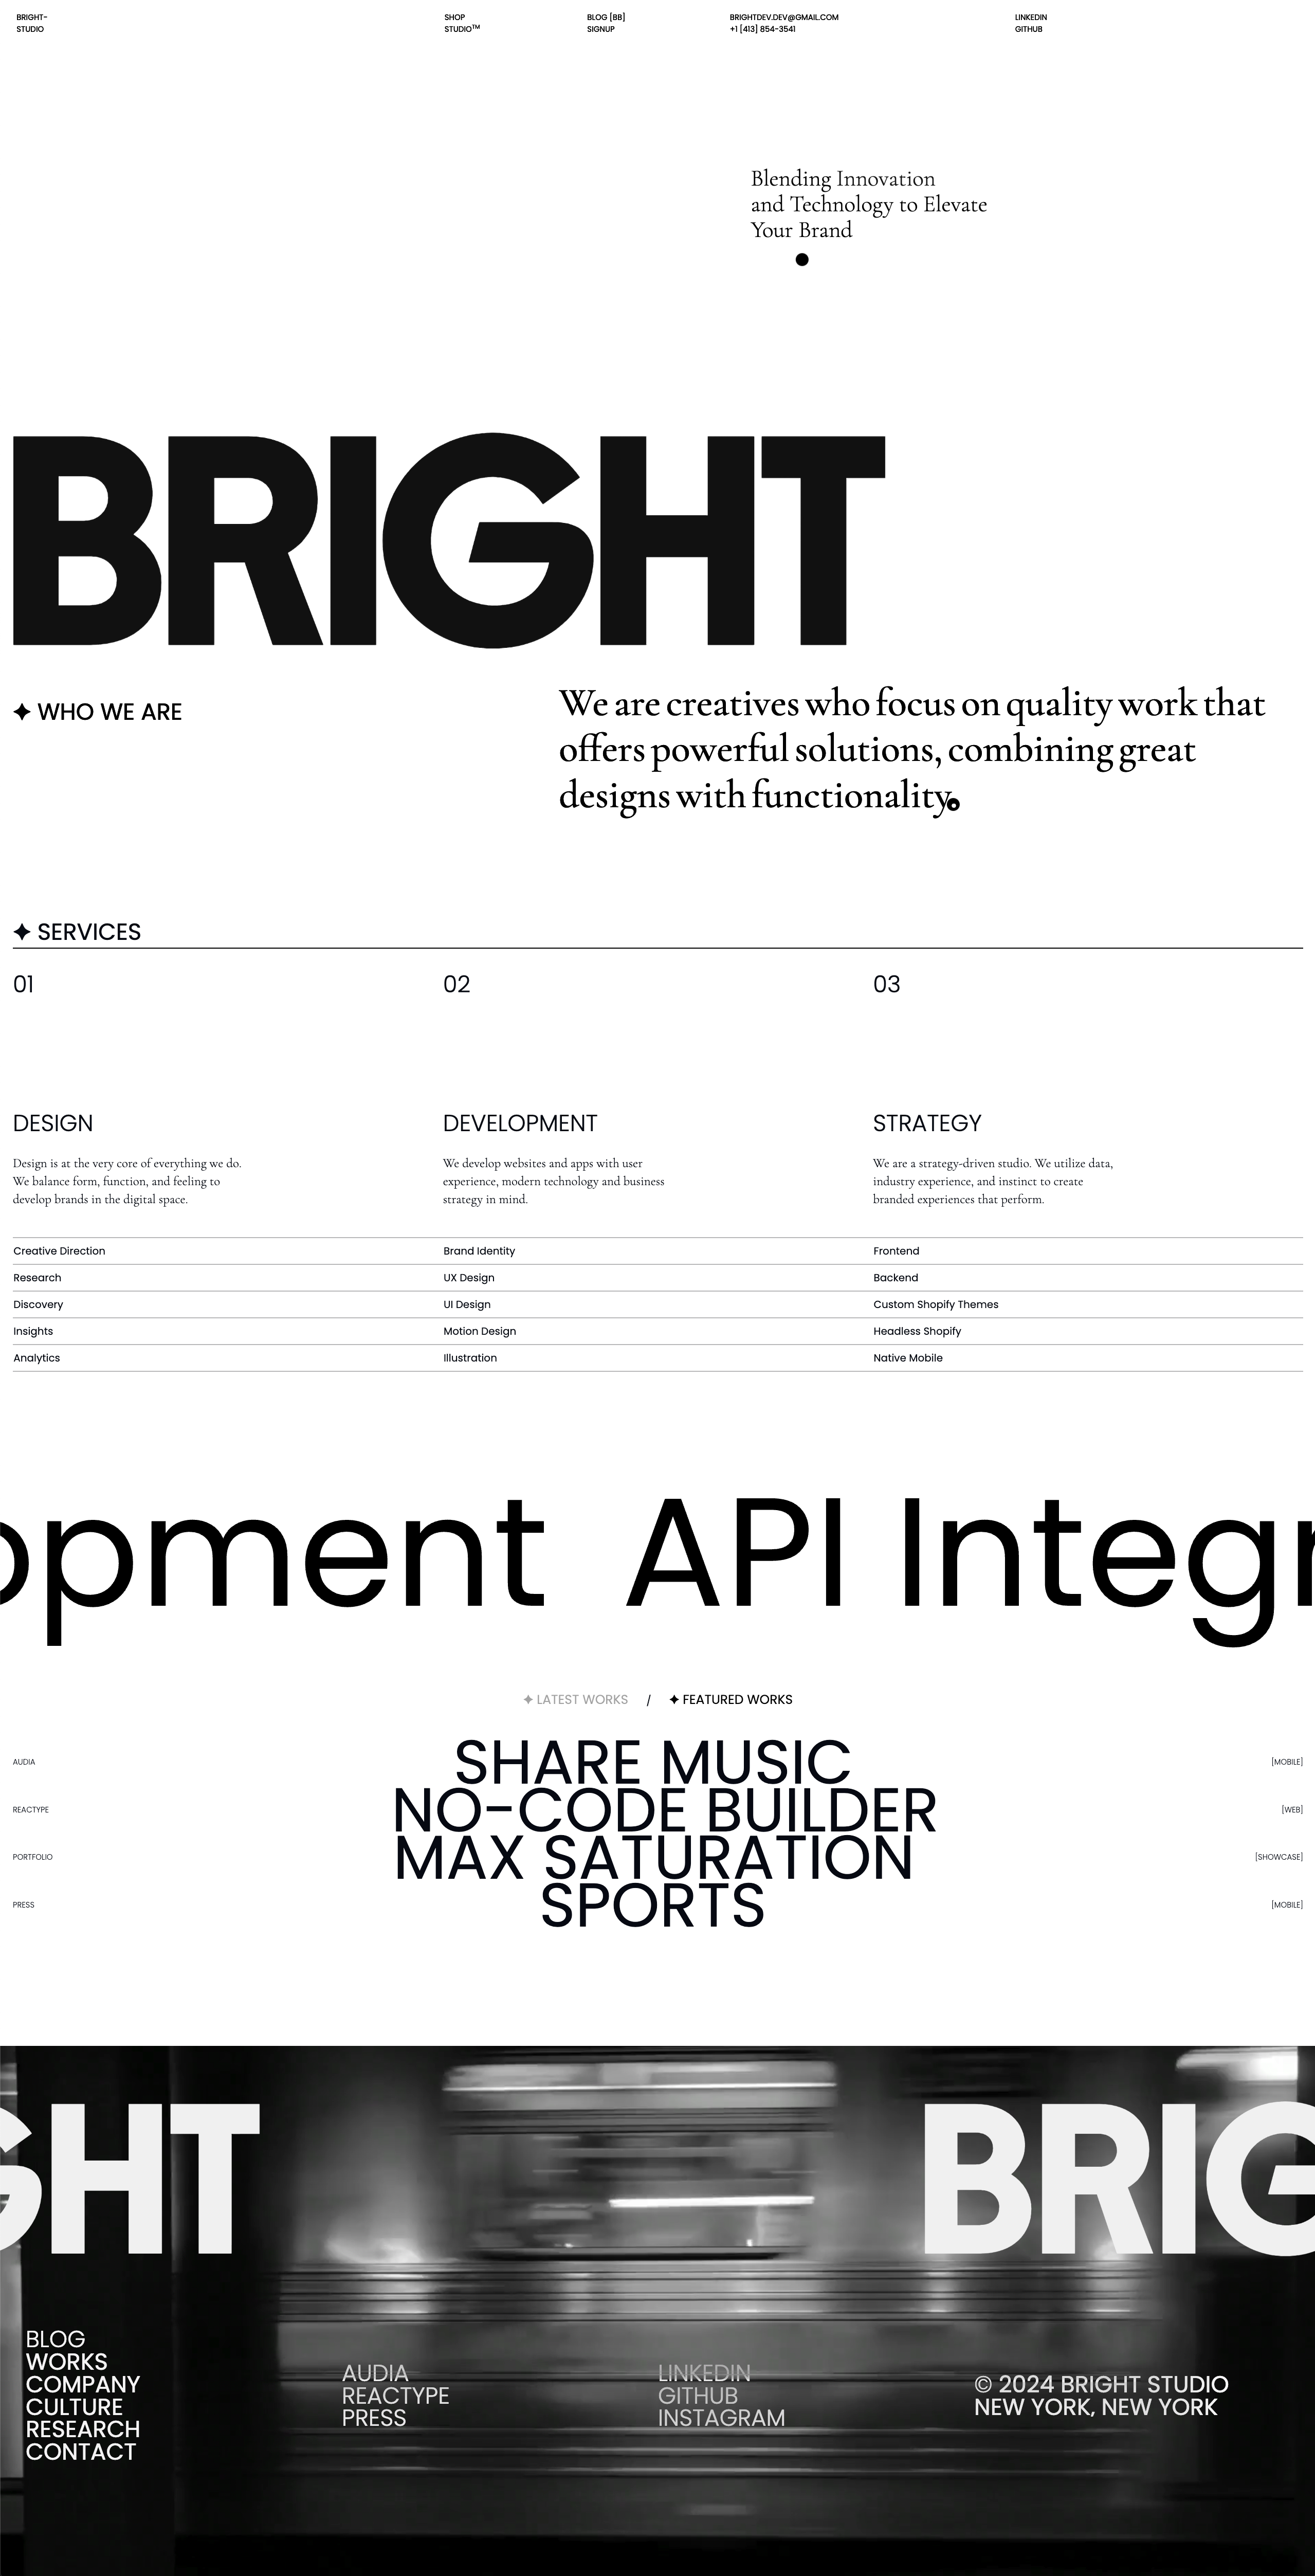 BRIGHT-
STUDIO
SHOP
STUDIO™
BLOG [BB]
SIGNUP
BRIGHTDEV.DEV@GMAIL.COM
+1 [413] 854-3541
LINKEDIN
GITHUB
Blending Innovation
and Technology to Elevate
Your Brand
BRIGHT
WHO WE ARE
We are creatives who focus on quality work that
offers powerful solutions, combining great
designs with functionality.
SERVICES
01
02
03
DESIGN
Design is at the very core of everything we do.
We balance form, function, and feeling to
develop brands in the digital space.
DEVELOPMENT
We develop websites and apps with user
experience, modern technology and business
strategy in mind.
STRATEGY
We are a strategy-driven studio. We utilize data,
industry experience, and instinct to create
branded experiences that perform.
Creative Direction Brand Identity Frontend
Research UX Design Backend
Discovery UI Design Custom Shopify Themes
Insights Motion Design Headless Shopify
Analytics Illustration Native Mobile
opment API Integr
LATEST WORKS / FEATURED WORKS
AUDIA SHARE MUSIC [MOBILE]
REACTYPE NO-CODE BUILDER [WEB]
PORTFOLIO MAX SATURATION [SHOWCASE]
PRESS SPORTS [MOBILE]
GHT BRIG
BLOG
WORKS
COMPANY
CULTURE
RESEARCH
CONTACT
AUDIA
REACTYPE
PRESS
LINKEDIN
GITHUB
INSTAGRAM
© 2024 BRIGHT STUDIO
NEW YORK, NEW YORK